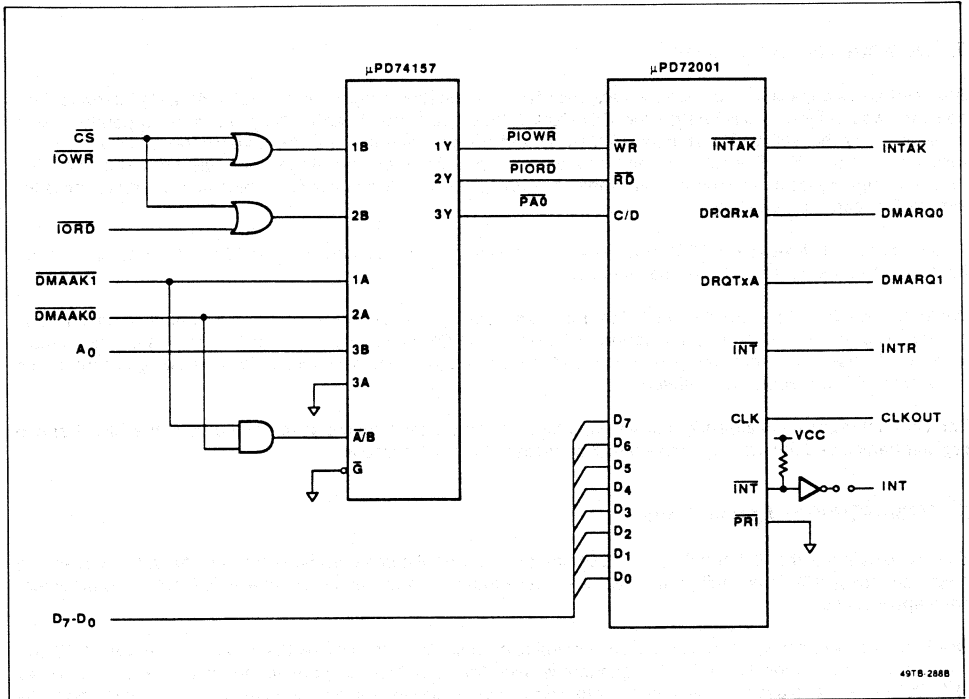 μPD74157
μPD72001
CS
IOWR
IORD
DMAAK1
DMAAK0
A0
D7-D0
1B
2B
1A
2A
3B
3A
A/B
G
1Y
2Y
3Y
PIOWR
PIORD
PA0
WR
RD
C/D
D7
D6
D5
D4
D3
D2
D1
D0
INTAK
DRQRxA
DRQTxA
INT
CLK
INT
PRI
INTAK
DMARQ0
DMARQ1
INTR
CLKOUT
VCC
INT
49TB-288B